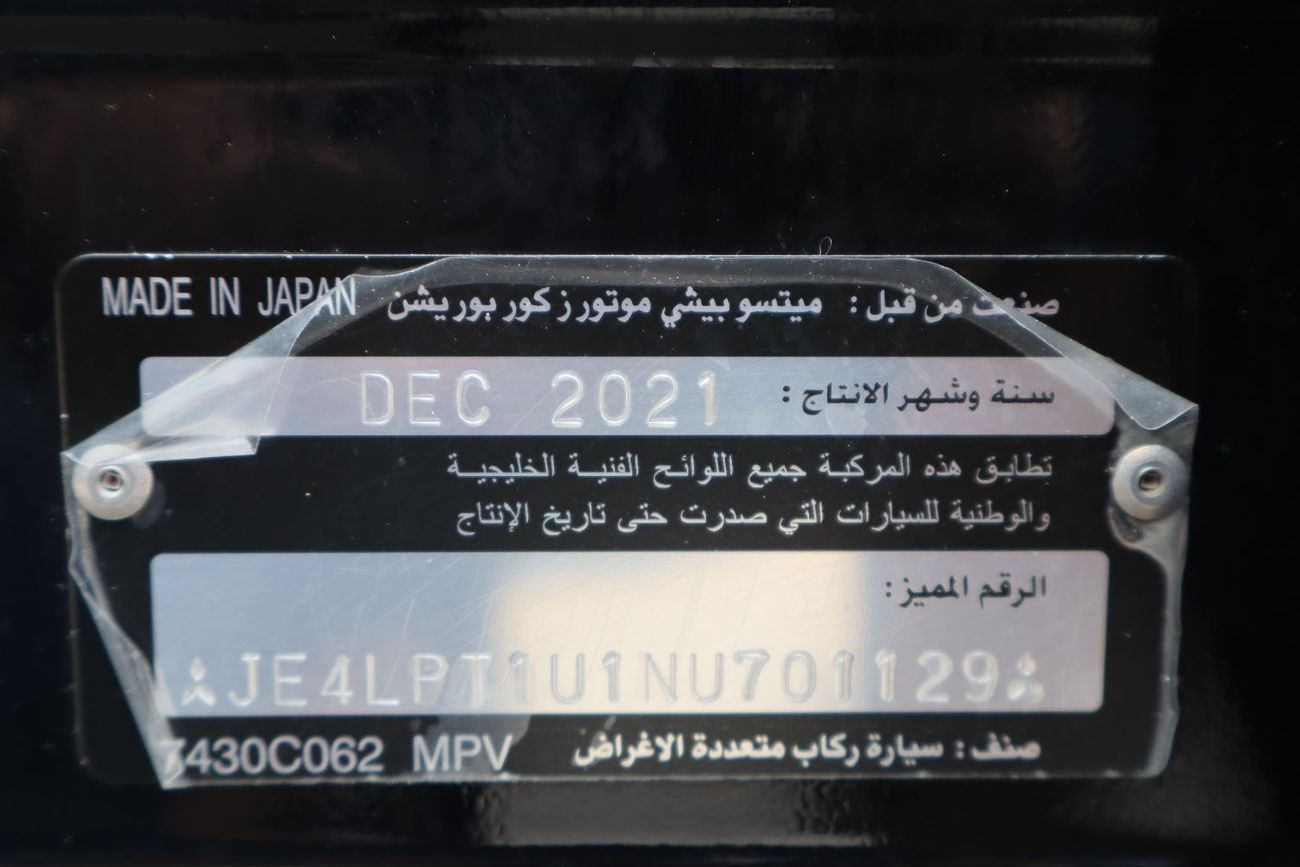 MADE IN JAPAN صنعت من قبل: ميتسوبيشي موتورز كوربوريشن
سنة وشهر الانتاج: DEC 2021
تطابق هذه المركبة جميع اللوائح الفنية الخليجية
والوطنية للسيارات التي صدرت حتى تاريخ الإنتاج
الرقم المميز:
JE4LPT1U1NU701129
7430C062 MPV صنف: سيارة ركاب متعددة الاغراض